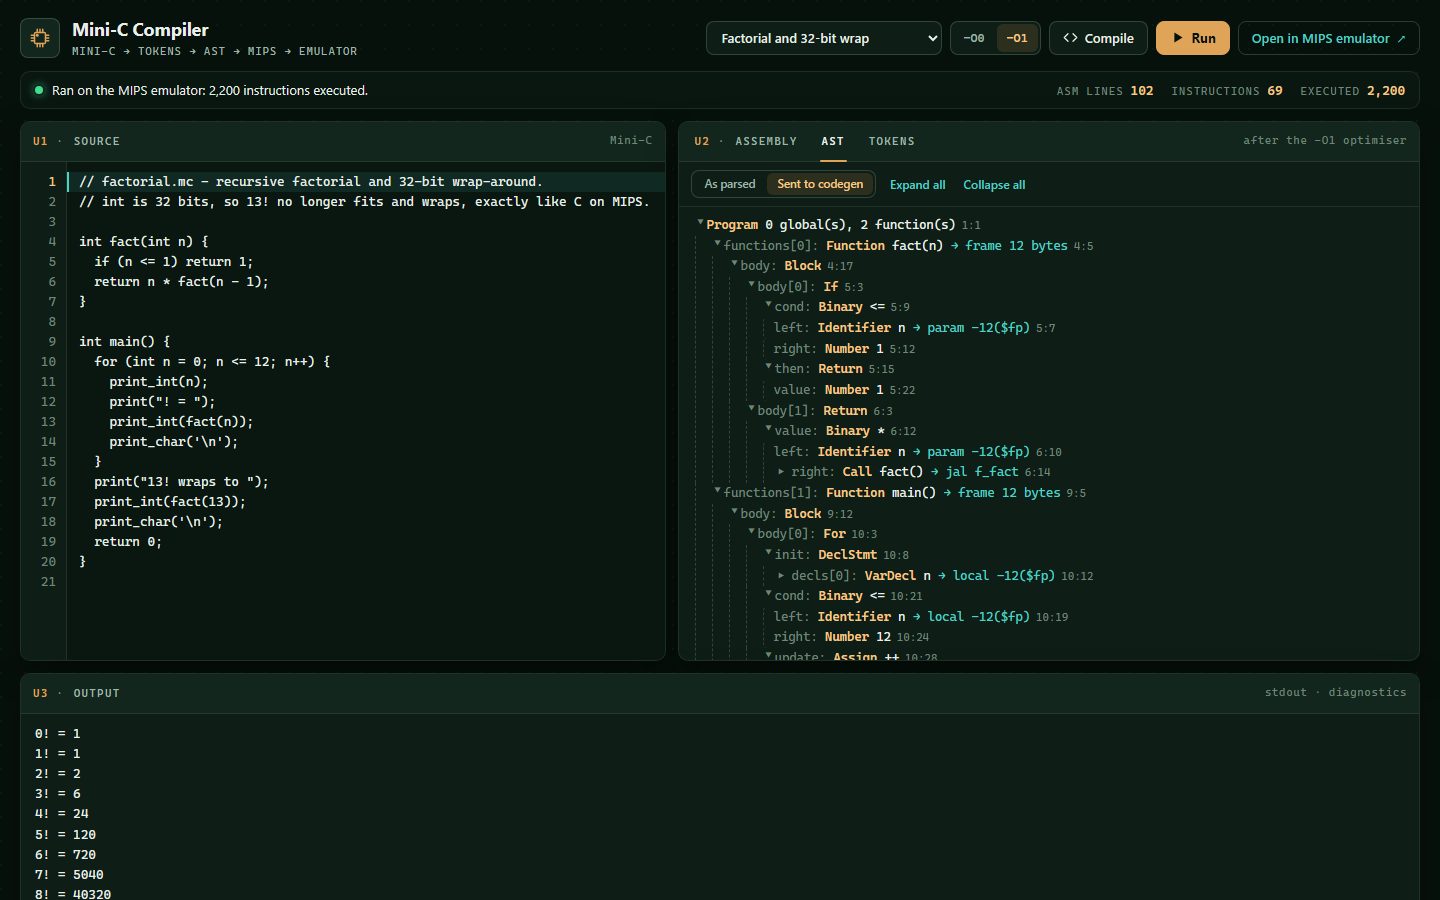 Mini-C Compiler
MINI-C → TOKENS → AST → MIPS → EMULATOR
Factorial and 32-bit wrap
-O0
-O1
Compile
Run
Open in MIPS emulator ↗
Ran on the MIPS emulator: 2,200 instructions executed.
ASM LINES 102 INSTRUCTIONS 69 EXECUTED 2,200
U1 · SOURCE
Mini-C
1 // factorial.mc - recursive factorial and 32-bit wrap-around.
2 // int is 32 bits, so 13! no longer fits and wraps, exactly like C on MIPS.
3
4 int fact(int n) {
5   if (n <= 1) return 1;
6   return n * fact(n - 1);
7 }
8
9 int main() {
10   for (int n = 0; n <= 12; n++) {
11     print_int(n);
12     print("! = ");
13     print_int(fact(n));
14     print_char('\n');
15   }
16   print("13! wraps to ");
17   print_int(fact(13));
18   print_char('\n');
19   return 0;
20 }
21
U2 · ASSEMBLY AST TOKENS
after the -O1 optimiser
As parsed
Sent to codegen
Expand all
Collapse all
▾ Program 0 global(s), 2 function(s) 1:1
▾ functions[0]: Function fact(n) → frame 12 bytes 4:5
▾ body: Block 4:17
▾ body[0]: If 5:3
▾ cond: Binary <= 5:9
left: Identifier n → param -12($fp) 5:7
right: Number 1 5:12
▾ then: Return 5:15
value: Number 1 5:22
▾ body[1]: Return 6:3
▾ value: Binary * 6:12
left: Identifier n → param -12($fp) 6:10
▸ right: Call fact() → jal f_fact 6:14
▾ functions[1]: Function main() → frame 12 bytes 9:5
▾ body: Block 9:12
▾ body[0]: For 10:3
▾ init: DeclStmt 10:8
▸ decls[0]: VarDecl n → local -12($fp) 10:12
▾ cond: Binary <= 10:21
left: Identifier n → local -12($fp) 10:19
right: Number 12 10:24
▾ update: Assign ++ 10:28
U3 · OUTPUT
stdout · diagnostics
0! = 1
1! = 1
2! = 2
3! = 6
4! = 24
5! = 120
6! = 720
7! = 5040
8! = 40320